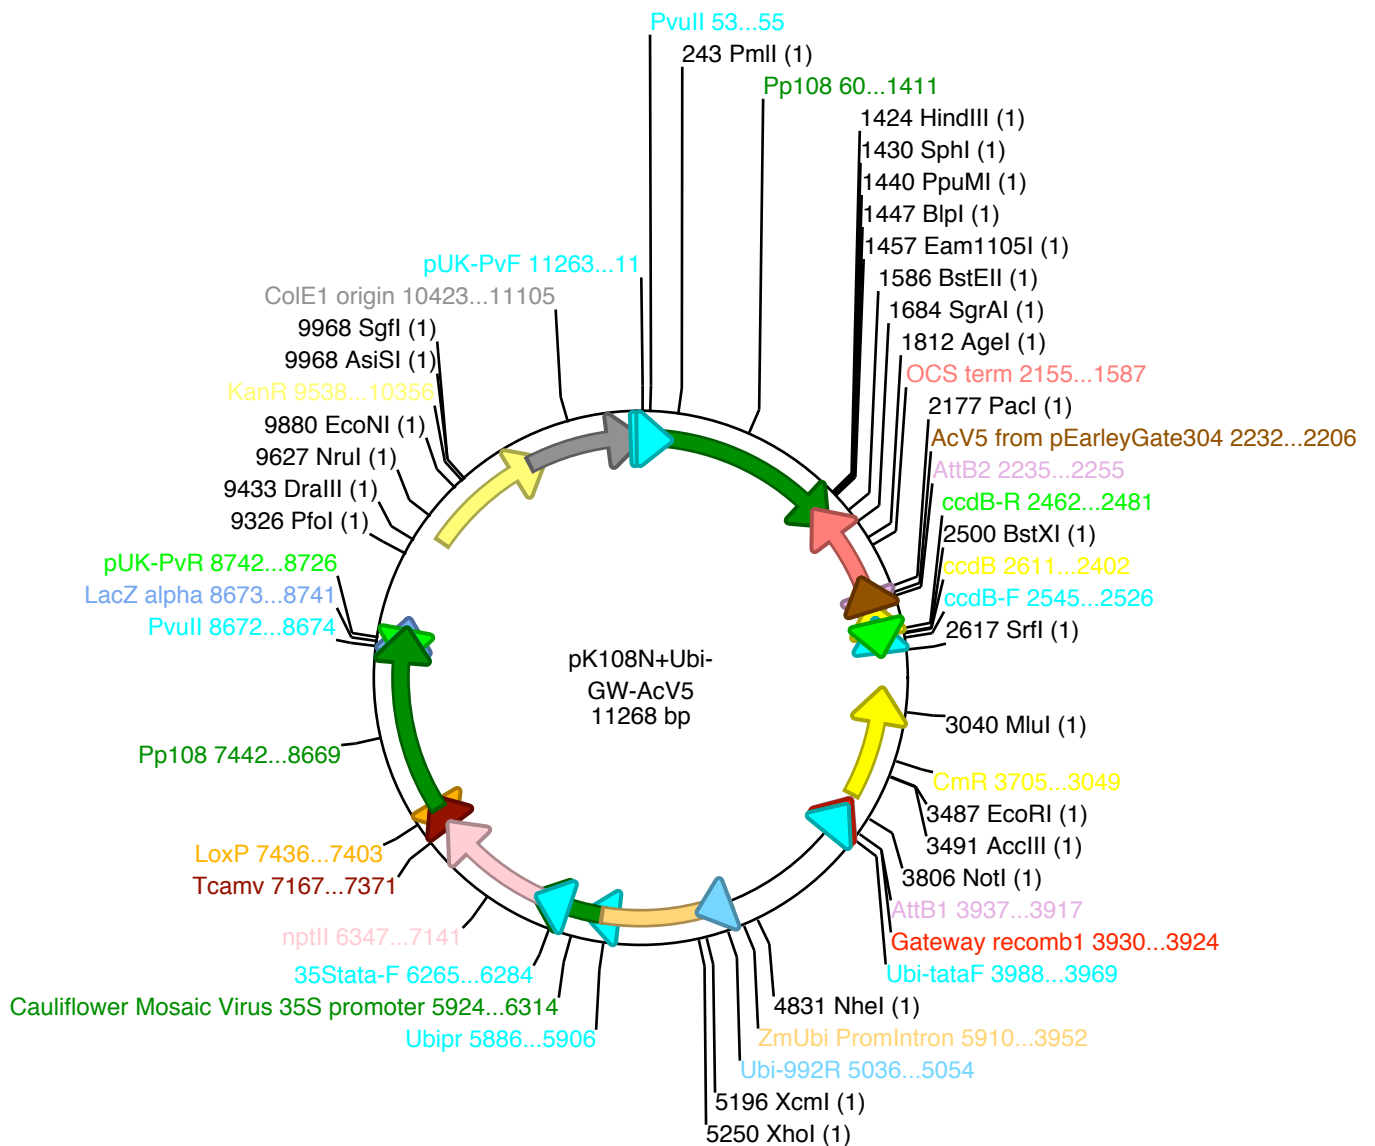 PvuII 53...55
243 PmlI (1)
Pp108 60...1411
1424 HindIII (1)
1430 SphI (1)
1440 PpuMI (1)
1447 BlpI (1)
1457 Eam1105I (1)
1586 BstEII (1)
1684 SgrAI (1)
1812 AgeI (1)
OCS term 2155...1587
2177 PacI (1)
AcV5 from pEarleyGate304 2232...2206
AttB2 2235...2255
ccdB-R 2462...2481
2500 BstXI (1)
ccdB 2611...2402
ccdB-F 2545...2526
2617 SrfI (1)
3040 MluI (1)
CmR 3705...3049
3487 EcoRI (1)
3491 AccIII (1)
3806 NotI (1)
AttB1 3937...3917
Gateway recomb1 3930...3924
Ubi-tataF 3988...3969
4831 NheI (1)
ZmUbi PromIntron 5910...3952
Ubi-992R 5036...5054
5196 XcmI (1)
5250 XhoI (1)
Ubipr 5886...5906
Cauliflower Mosaic Virus 35S promoter 5924...6314
35Stata-F 6265...6284
nptII 6347...7141
Tcamv 7167...7371
LoxP 7436...7403
Pp108 7442...8669
PvuII 8672...8674
LacZ alpha 8673...8741
pUK-PvR 8742...8726
9326 PfoI (1)
9433 DraIII (1)
9627 NruI (1)
9880 EcoNI (1)
KanR 9538...10356
9968 AsiSI (1)
9968 SgfI (1)
ColE1 origin 10423...11105
pUK-PvF 11263...11
pK108N+Ubi-
GW-AcV5
11268 bp